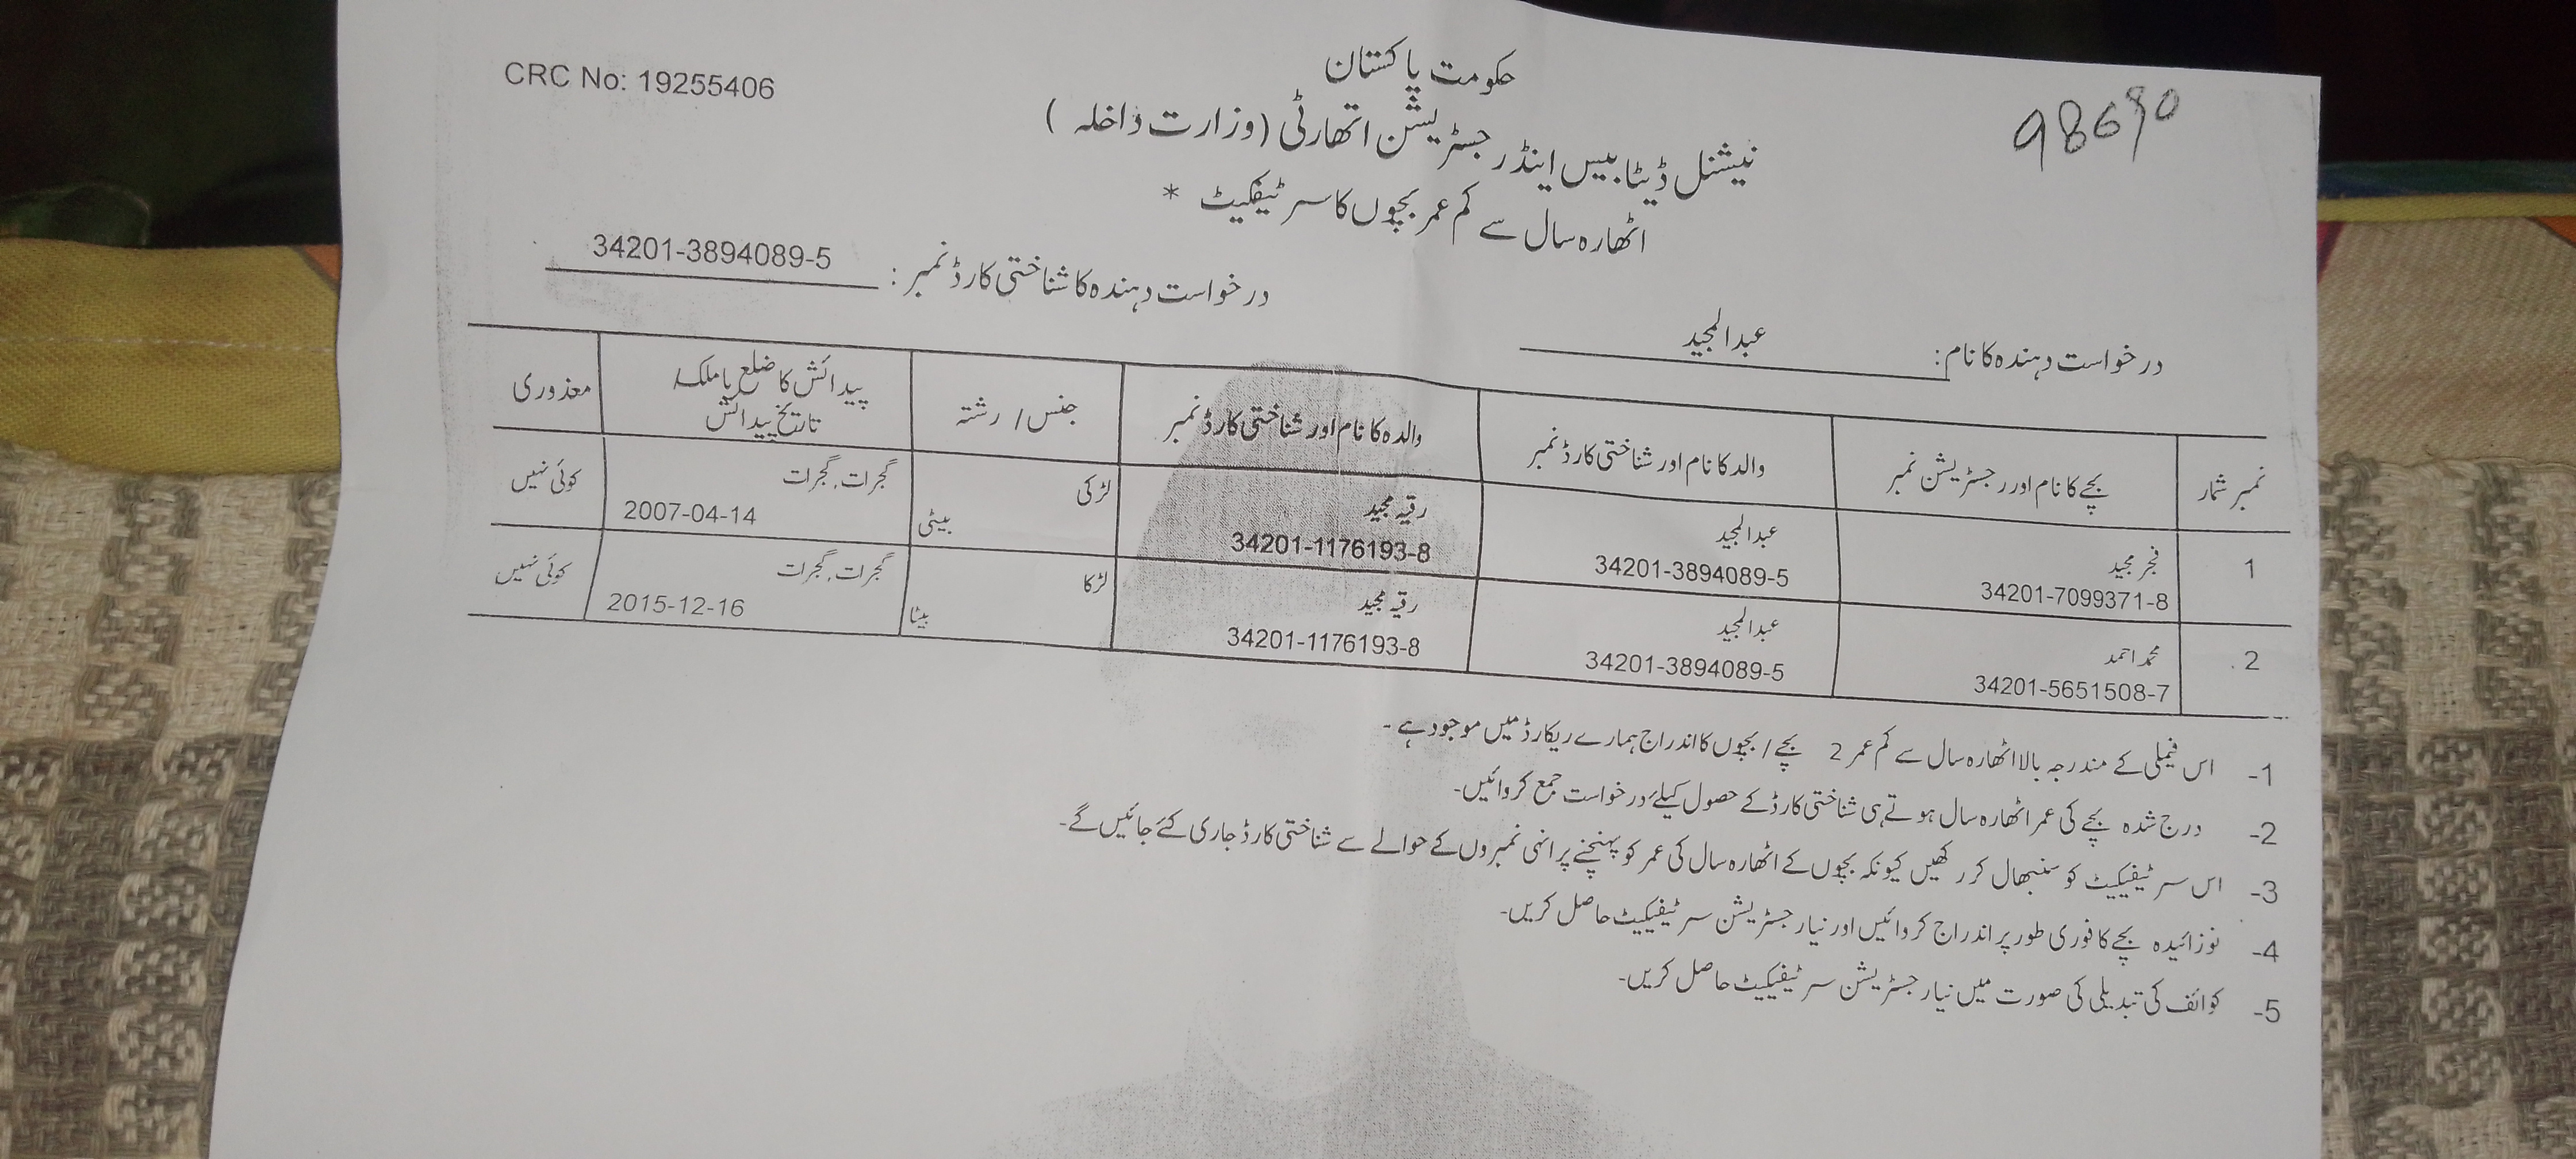 CRC No: 19255406
98690
حکومت پاکستان
نیشنل ڈیٹا بیس اینڈ رجسٹریشن اتھارٹی (وزارت داخلہ)
اٹھارہ سال سے کم عمر بچوں کا سرٹیفکیٹ *
درخواست دہندہ کا شناختی کارڈ نمبر: 34201-3894089-5
درخواست دہندہ کا نام: عبدالمجید
نمبر شمار بچے کا نام اور رجسٹریشن نمبر والد کا نام اور شناختی کارڈ نمبر والدہ کا نام اور شناختی کارڈ نمبر جنس / رشتہ پیدائش کا ضلع یا ملک / تاریخ پیدائش معذوری
1 فجر مجید عبدالمجید رقیہ مجید لڑکی گجرات، گجرات کوئی نہیں
34201-7099371-8 34201-3894089-5 34201-1176193-8 بیٹی 2007-04-14
2 محمد احمد عبدالمجید رقیہ مجید لڑکا گجرات، گجرات کوئی نہیں
34201-5651508-7 34201-3894089-5 34201-1176193-8 بیٹا 2015-12-16
1- اس فیملی کے مندرجہ بالا اٹھارہ سال سے کم عمر 2 بچے / بچوں کا اندراج ہمارے ریکارڈ میں موجود ہے۔
2- درج شدہ بچے کی عمر اٹھارہ سال ہوتے ہی شناختی کارڈ کے حصول کیلئے درخواست جمع کروائیں۔
3- اس سرٹیفیکیٹ کو سنبھال کر رکھیں کیونکہ بچوں کے اٹھارہ سال کی عمر کو پہنچنے پر انہی نمبروں کے حوالے سے شناختی کارڈ جاری کئے جائیں گے۔
4- نوزائیدہ بچے کا فوری طور پر اندراج کروائیں اور نیا رجسٹریشن سرٹیفیکیٹ حاصل کریں۔
5- کوائف کی تبدیلی کی صورت میں نیا رجسٹریشن سرٹیفیکیٹ حاصل کریں۔